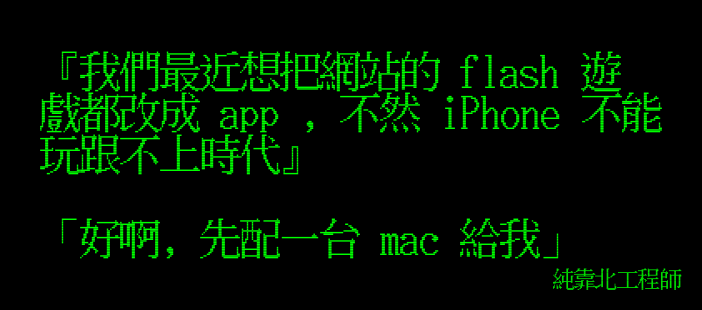 『我們最近想把網站的 flash 遊
戲都改成 app , 不然 iPhone 不能
玩跟不上時代』
「好啊, 先配一台 mac 給我」
純靠北工程師